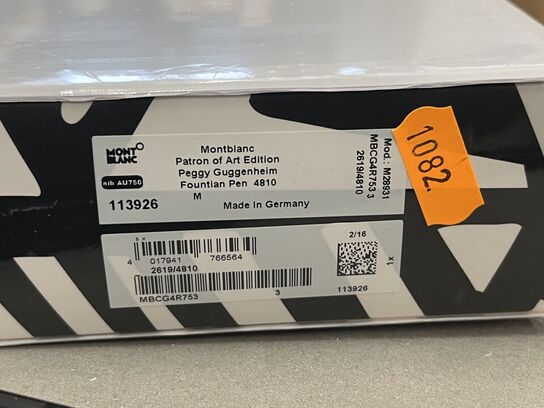 MONT
BLANC
nib AU750
113926
Montblanc
Patron of Art Edition
Peggy Guggenheim
Fountian Pen 4810
M
Made in Germany
Mod.: M28931
MBCG4R753 3
2619/4810
1082.
4 017941 766564
2619/4810
MBCG4R753 3
2/16
1 x
113926